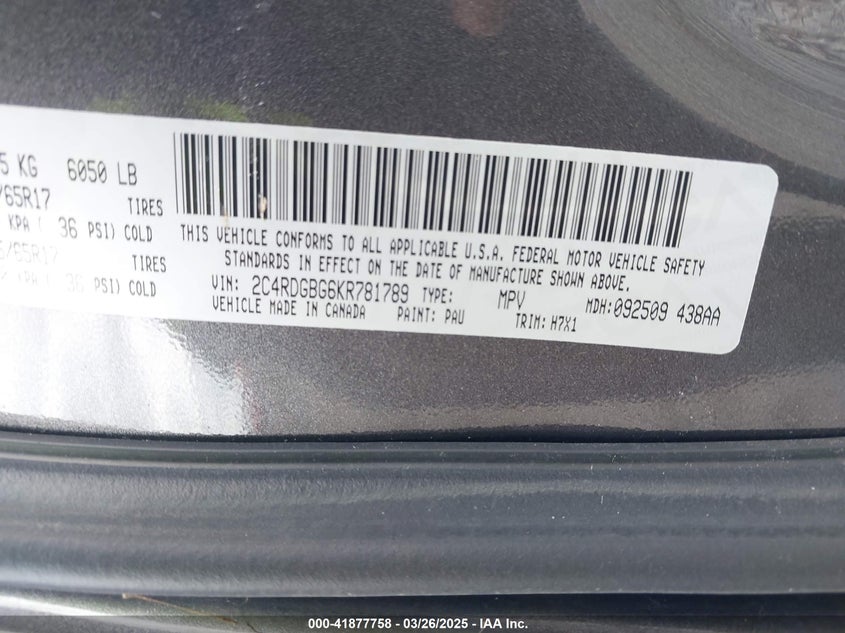 5 KG 6050 LB
/65R17 TIRES
KPA ( 36 PSI) COLD
/65R17 TIRES
KPA ( 36 PSI) COLD
THIS VEHICLE CONFORMS TO ALL APPLICABLE U.S.A. FEDERAL MOTOR VEHICLE SAFETY
STANDARDS IN EFFECT ON THE DATE OF MANUFACTURE SHOWN ABOVE.
VIN: 2C4RDGBG6KR781789 TYPE: MPV MDH:092509 438AA
VEHICLE MADE IN CANADA PAINT: PAU TRIM: H7X1
000-41877758 - 03/26/2025 - IAA Inc.